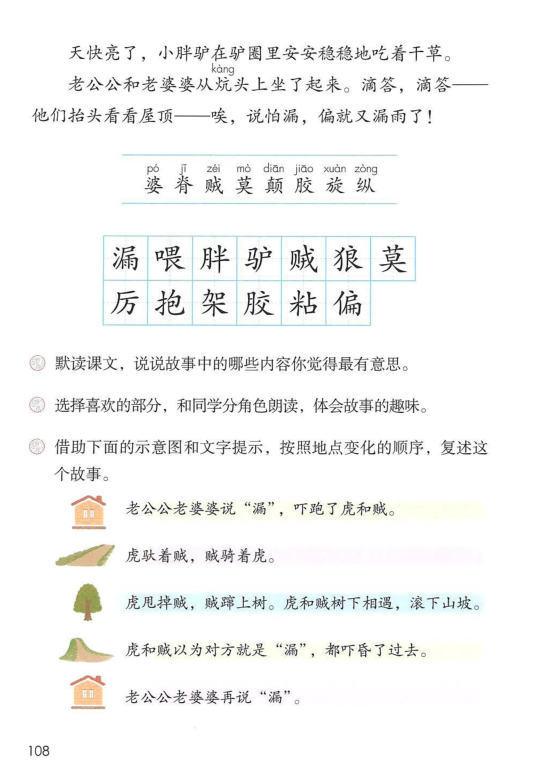 天快亮了，小胖驴在驴圈里安安稳稳地吃着干草。
kàng
老公公和老婆婆从炕头上坐了起来。滴答，滴答——
他们抬头看看屋顶——唉，说怕漏，偏就又漏雨了！
pó jǐ zéi mò diān jiāo xuàn zòng
婆 脊 贼 莫 颠 胶 旋 纵
漏 喂 胖 驴 贼 狼 莫
厉 抱 架 胶 粘 偏
默读课文，说说故事中的哪些内容你觉得最有意思。
选择喜欢的部分，和同学分角色朗读，体会故事的趣味。
借助下面的示意图和文字提示，按照地点变化的顺序，复述这
个故事。
老公公老婆婆说“漏”，吓跑了虎和贼。
虎驮着贼，贼骑着虎。
虎甩掉贼，贼蹿上树。虎和贼树下相遇，滚下山坡。
虎和贼以为对方就是“漏”，都吓昏了过去。
老公公老婆婆再说“漏”。
108